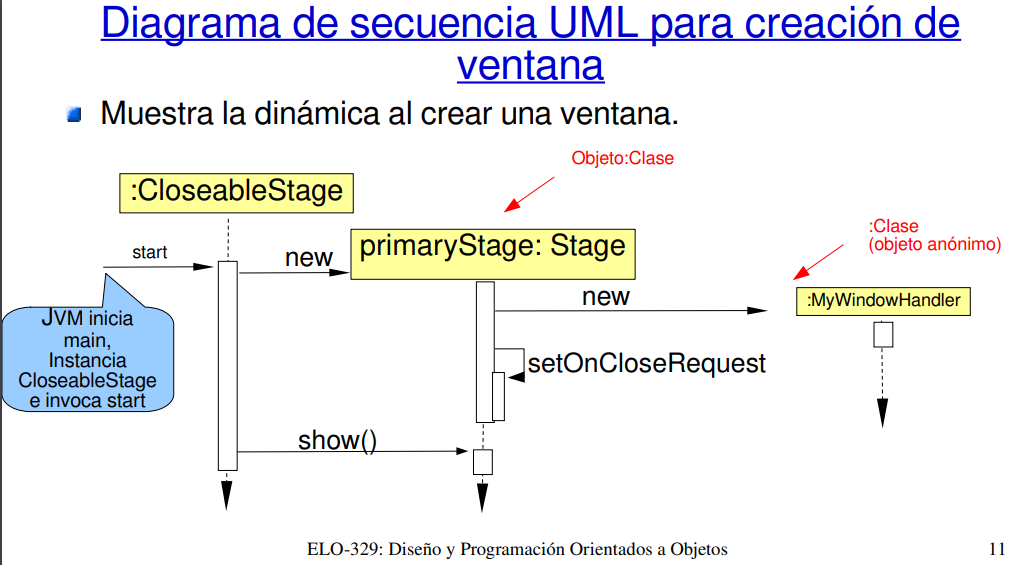 Diagrama de secuencia UML para creación de
ventana
Muestra la dinámica al crear una ventana.
Objeto:Clase
:CloseableStage
:Clase
(objeto anónimo)
primaryStage: Stage
start
new
new
:MyWindowHandler
JVM inicia
main,
Instancia
CloseableStage
e invoca start
setOnCloseRequest
show()
ELO-329: Diseño y Programación Orientados a Objetos
11